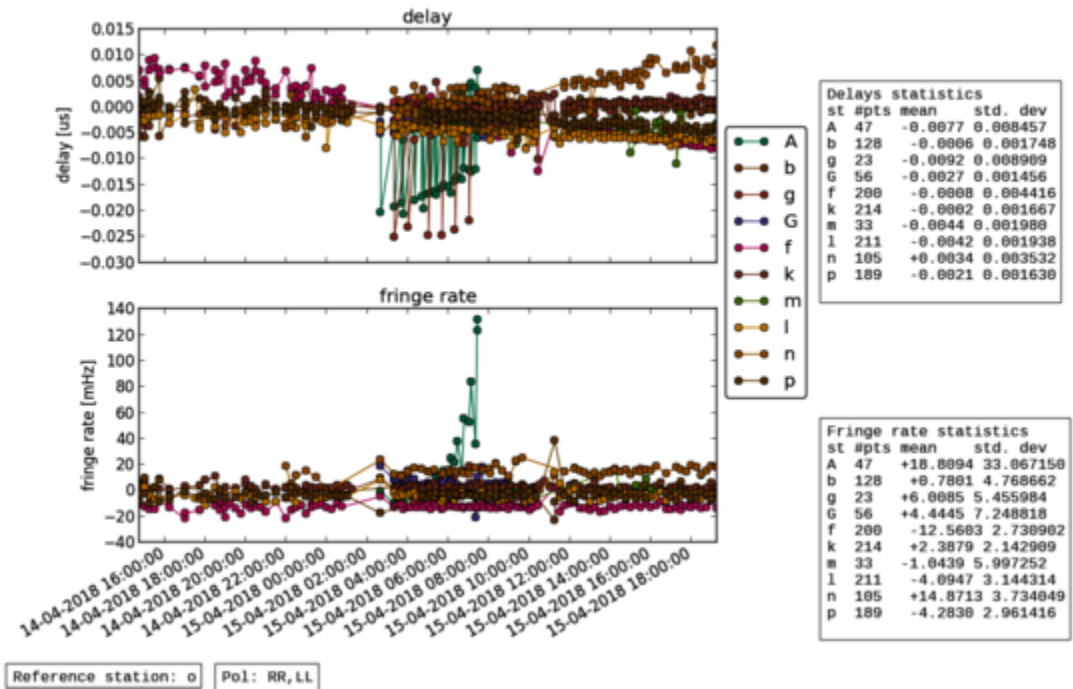 delay
0.015
0.010
0.005
0.000
−0.005
−0.010
−0.015
−0.020
−0.025
−0.030
delay [us]
fringe rate
140
120
100
80
60
40
20
0
−20
−40
fringe rate [mHz]
14-04-2018 16:00:00
14-04-2018 18:00:00
14-04-2018 20:00:00
14-04-2018 22:00:00
15-04-2018 00:00:00
15-04-2018 02:00:00
15-04-2018 04:00:00
15-04-2018 06:00:00
15-04-2018 08:00:00
15-04-2018 10:00:00
15-04-2018 12:00:00
15-04-2018 14:00:00
15-04-2018 16:00:00
15-04-2018 18:00:00
A
b
g
G
f
k
m
l
n
p
Delays statistics
st #pts mean std. dev
A 47 -0.0077 0.008457
b 128 -0.0006 0.001748
g 23 -0.0092 0.008909
G 56 -0.0027 0.001456
f 200 -0.0008 0.004416
k 214 -0.0002 0.001667
m 33 -0.0044 0.001980
l 211 -0.0042 0.001938
n 105 +0.0034 0.003532
p 189 -0.0021 0.001630
Fringe rate statistics
st #pts mean std. dev
A 47 +18.8094 33.067150
b 128 +0.7801 4.768662
g 23 +6.0085 5.455984
G 56 +4.4445 7.248818
f 200 -12.5603 2.730902
k 214 +2.3879 2.142909
m 33 -1.0439 5.997252
l 211 -4.0947 3.144314
n 105 +14.8713 3.734049
p 189 -4.2830 2.961416
Reference station: o
Pol: RR,LL